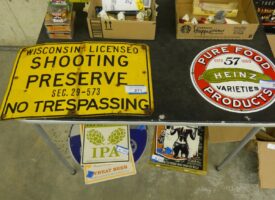 WISCONSIN LICENSED
SHOOTING
PRESERVE
SEC. 29-573
NO TRESPASSING
PURE FOOD
57
HEINZ
VARIETIES
PRODUCTS
IPA